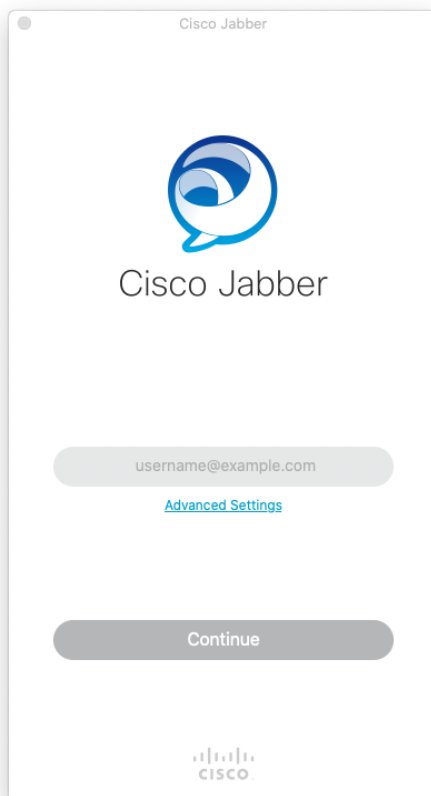 Cisco Jabber
Cisco Jabber
username@example.com
Advanced Settings
Continue
CISCO